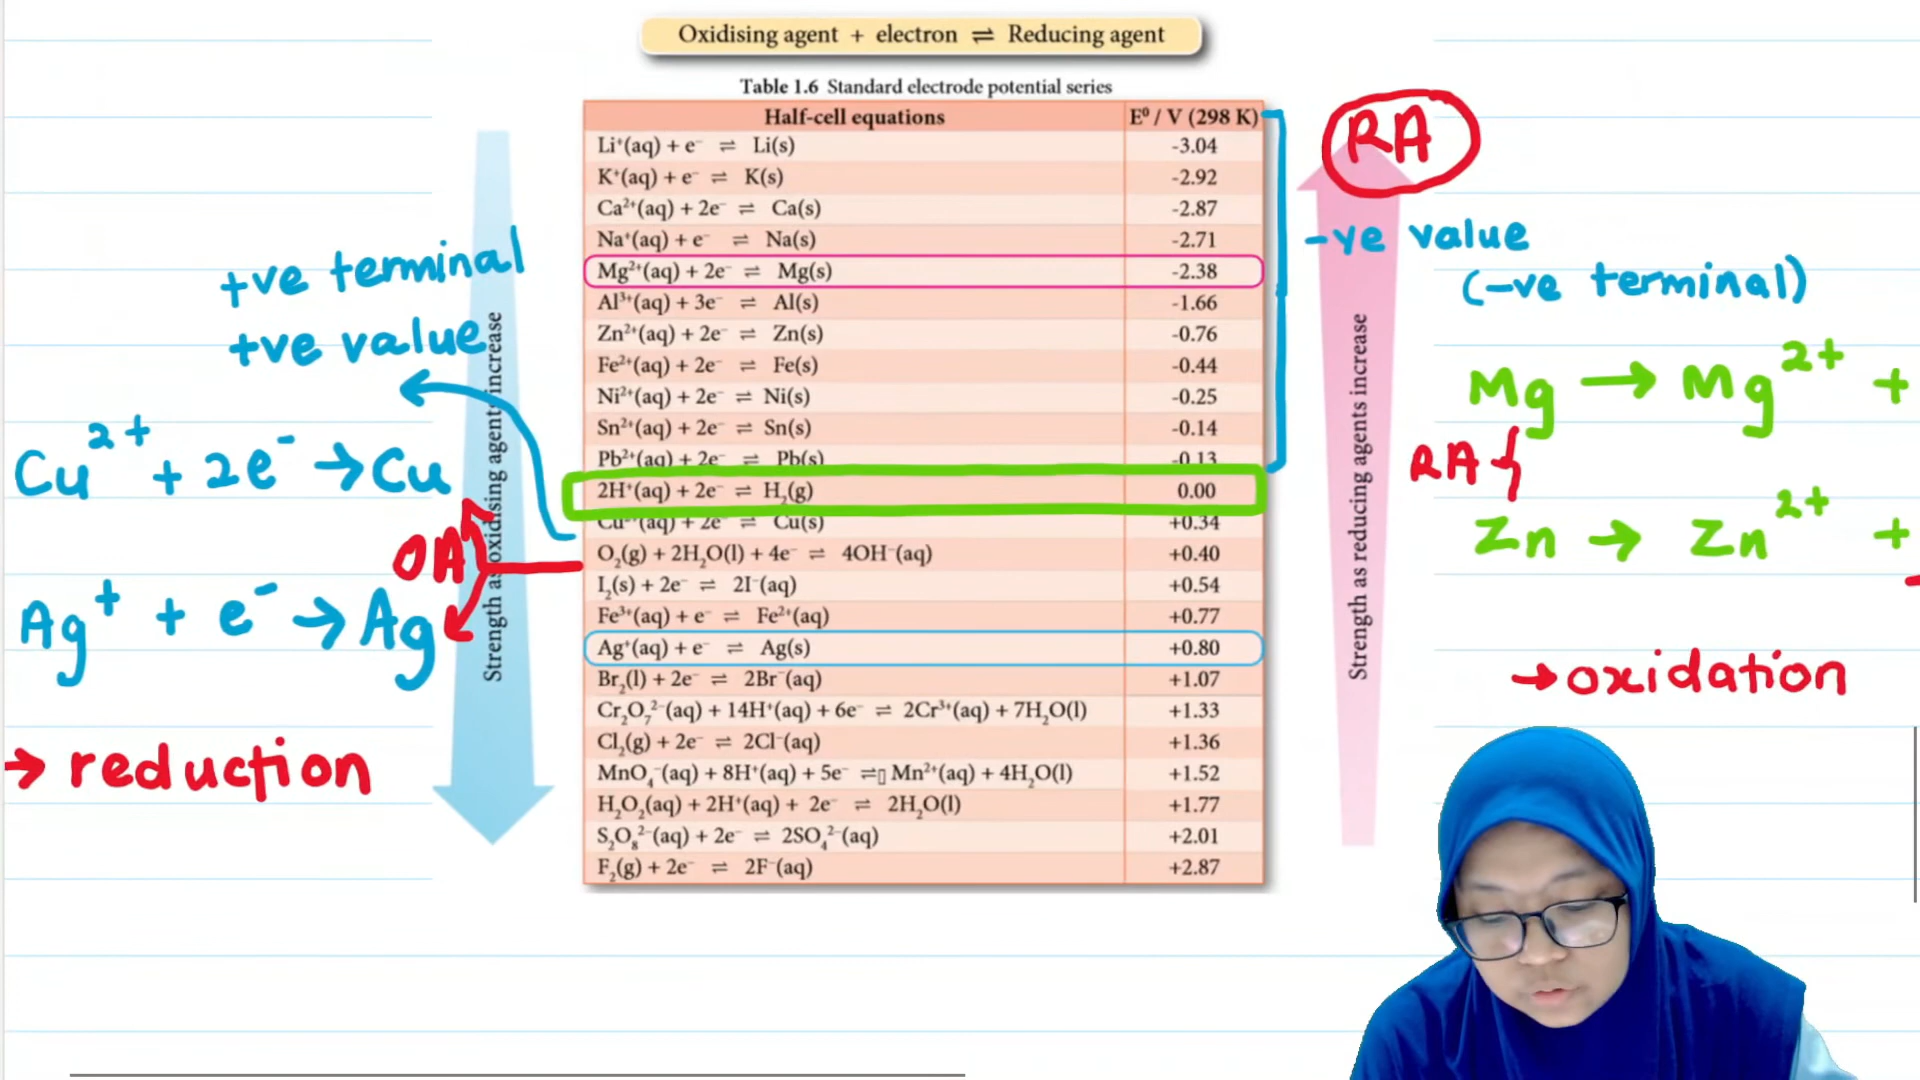 Oxidising agent + electron ⇌ Reducing agent
Table 1.6 Standard electrode potential series
Half-cell equations E⁰ / V (298 K)
Li⁺(aq) + e⁻ ⇌ Li(s) -3.04
K⁺(aq) + e⁻ ⇌ K(s) -2.92
Ca²⁺(aq) + 2e⁻ ⇌ Ca(s) -2.87
Na⁺(aq) + e⁻ ⇌ Na(s) -2.71
Mg²⁺(aq) + 2e⁻ ⇌ Mg(s) -2.38
Al³⁺(aq) + 3e⁻ ⇌ Al(s) -1.66
Zn²⁺(aq) + 2e⁻ ⇌ Zn(s) -0.76
Fe²⁺(aq) + 2e⁻ ⇌ Fe(s) -0.44
Ni²⁺(aq) + 2e⁻ ⇌ Ni(s) -0.25
Sn²⁺(aq) + 2e⁻ ⇌ Sn(s) -0.14
Pb²⁺(aq) + 2e⁻ ⇌ Pb(s) -0.13
2H⁺(aq) + 2e⁻ ⇌ H₂(g) 0.00
Cu²⁺(aq) + 2e⁻ ⇌ Cu(s) +0.34
O₂(g) + 2H₂O(l) + 4e⁻ ⇌ 4OH⁻(aq) +0.40
I₂(s) + 2e⁻ ⇌ 2I⁻(aq) +0.54
Fe³⁺(aq) + e⁻ ⇌ Fe²⁺(aq) +0.77
Ag⁺(aq) + e⁻ ⇌ Ag(s) +0.80
Br₂(l) + 2e⁻ ⇌ 2Br⁻(aq) +1.07
Cr₂O₇²⁻(aq) + 14H⁺(aq) + 6e⁻ ⇌ 2Cr³⁺(aq) + 7H₂O(l) +1.33
Cl₂(g) + 2e⁻ ⇌ 2Cl⁻(aq) +1.36
MnO₄⁻(aq) + 8H⁺(aq) + 5e⁻ ⇌▯ Mn²⁺(aq) + 4H₂O(l) +1.52
H₂O₂(aq) + 2H⁺(aq) + 2e⁻ ⇌ 2H₂O(l) +1.77
S₂O₈²⁻(aq) + 2e⁻ ⇌ 2SO₄²⁻(aq) +2.01
F₂(g) + 2e⁻ ⇌ 2F⁻(aq) +2.87
+ve terminal
+ve value
Cu²⁺ + 2e⁻ → Cu
OA
Ag⁺ + e⁻ → Ag
→ reduction
Strength as oxidising agents increase
Strength as reducing agents increase
RA
-ve value
(-ve terminal)
Mg → Mg²⁺ +
RA
Zn → Zn²⁺ +
→ oxidation